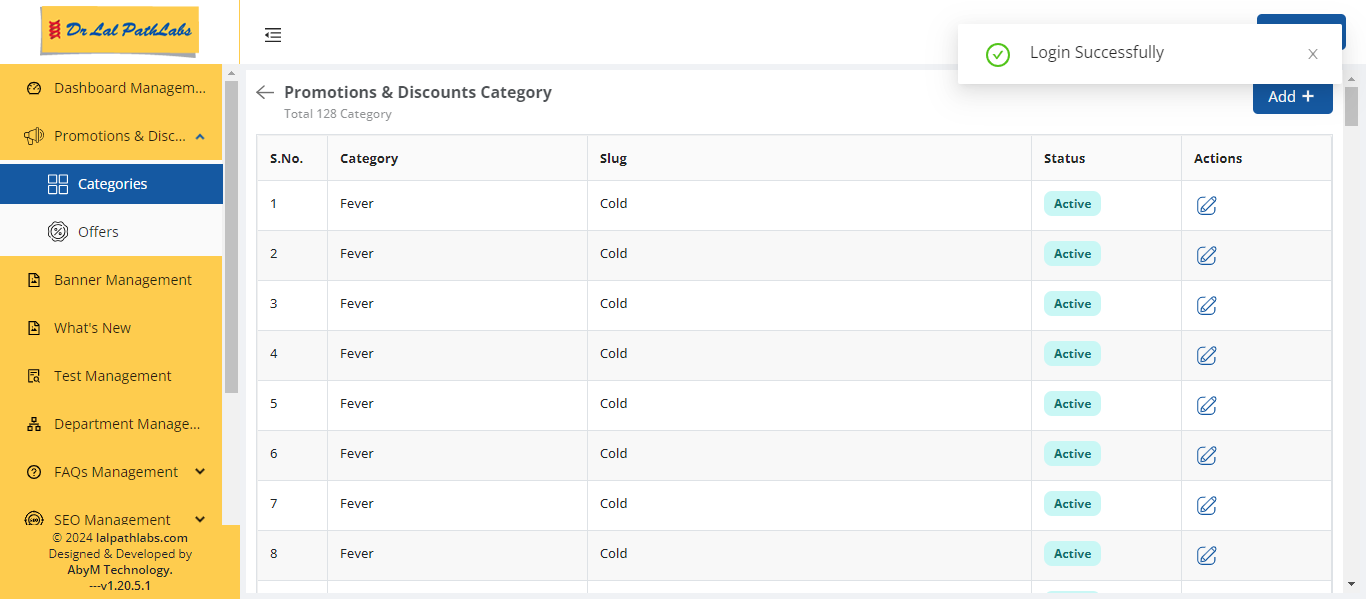 Dr Lal PathLabs
Login Successfully
Dashboard Managem...
Promotions & Disc...
Categories
Offers
Banner Management
What's New
Test Management
Department Manage...
FAQs Management
SEO Management
© 2024 lalpathlabs.com
Designed & Developed by
AbyM Technology.
---v1.20.5.1
Promotions & Discounts Category
Total 128 Category
Add +
S.No. Category Slug Status Actions
1 Fever Cold Active
2 Fever Cold Active
3 Fever Cold Active
4 Fever Cold Active
5 Fever Cold Active
6 Fever Cold Active
7 Fever Cold Active
8 Fever Cold Active